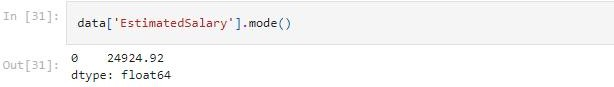 In [31]: data['EstimatedSalary'].mode()
0    24924.92
Out[31]: dtype: float64